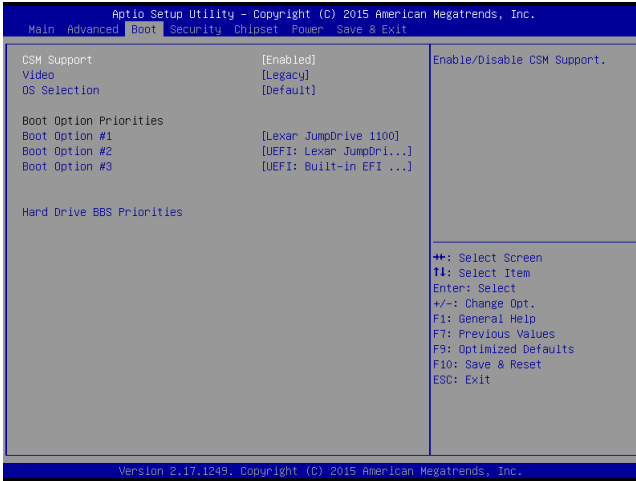 Aptio Setup Utility – Copyright (C) 2015 American Megatrends, Inc.
Main Advanced Boot Security Chipset Power Save & Exit
CSM Support [Enabled]
Video [Legacy]
OS Selection [Default]
Boot Option Priorities
Boot Option #1 [Lexar JumpDrive 1100]
Boot Option #2 [UEFI: Lexar JumpDri...]
Boot Option #3 [UEFI: Built-in EFI ...]
Hard Drive BBS Priorities
Enable/Disable CSM Support.
→←: Select Screen
↑↓: Select Item
Enter: Select
+/-: Change Opt.
F1: General Help
F7: Previous Values
F9: Optimized Defaults
F10: Save & Reset
ESC: Exit
Version 2.17.1249. Copyright (C) 2015 American Megatrends, Inc.